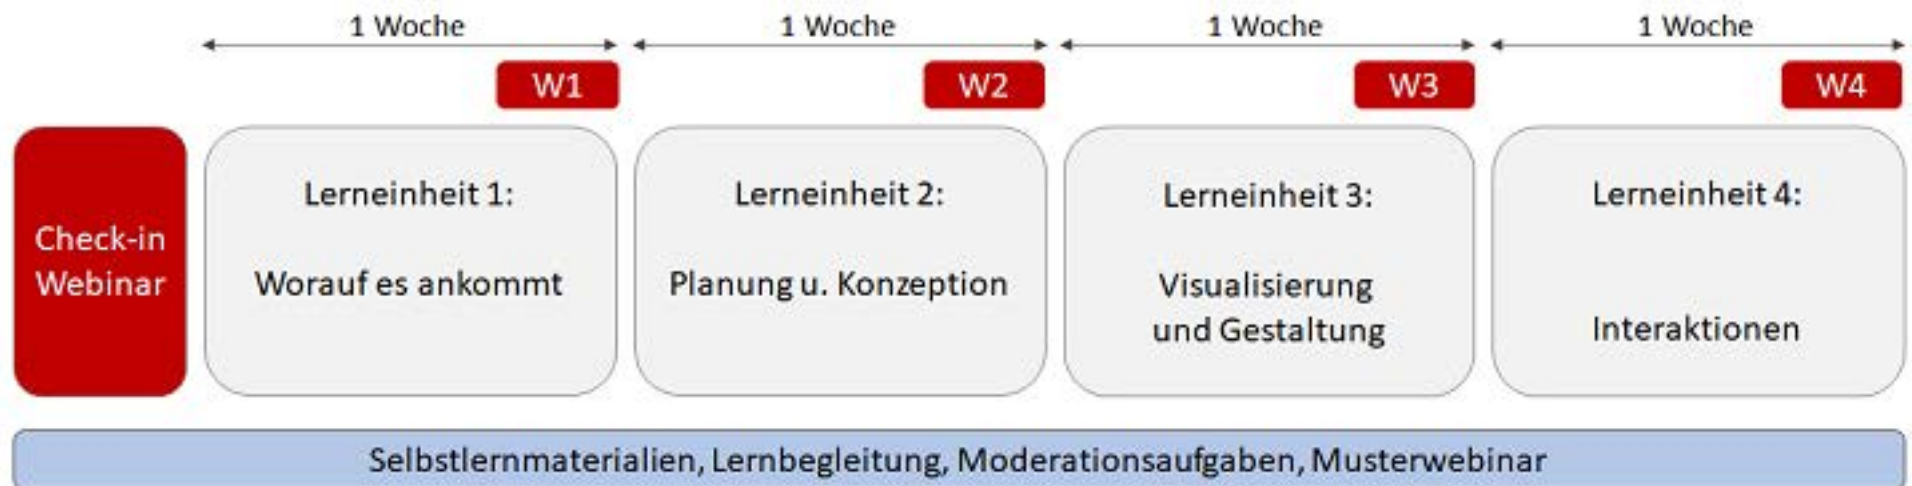 1 Woche
1 Woche
1 Woche
1 Woche
W1
W2
W3
W4
Check-in
Webinar
Lerneinheit 1:
Worauf es ankommt
Lerneinheit 2:
Planung u. Konzeption
Lerneinheit 3:
Visualisierung
und Gestaltung
Lerneinheit 4:
Interaktionen
Selbstlernmaterialien, Lernbegleitung, Moderationsaufgaben, Musterwebinar